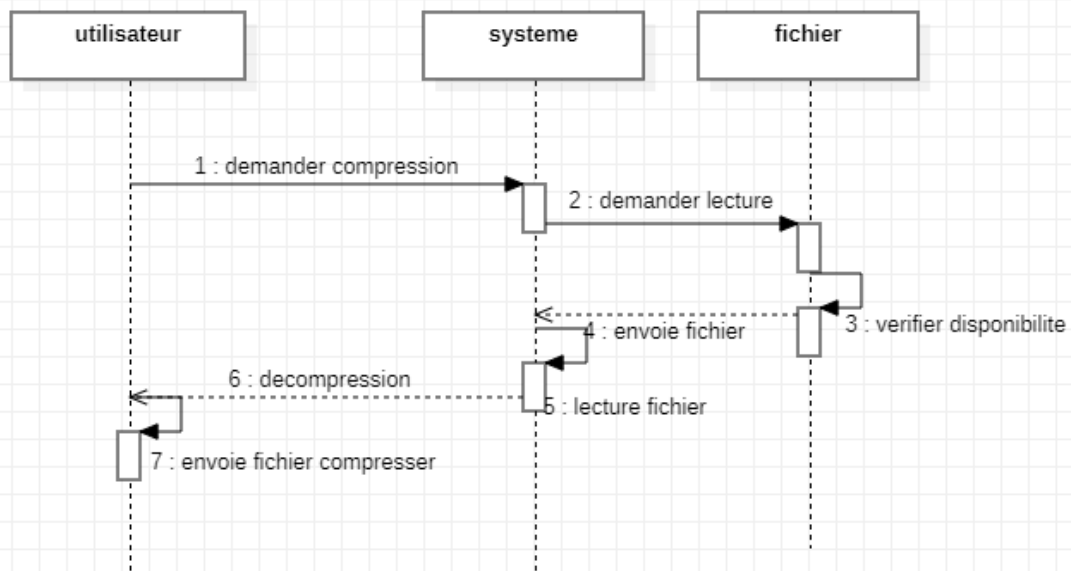 utilisateur
systeme
fichier
1 : demander compression
2 : demander lecture
3 : verifier disponibilite
4 : envoie fichier
6 : decompression
5 : lecture fichier
7 : envoie fichier compresser